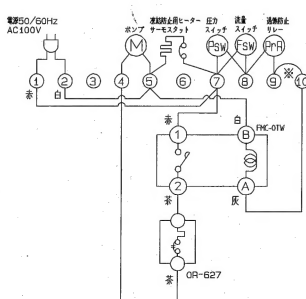 電源50/60Hz
AC100V
ポンプ
凍結防止用ヒーター
サーモスタット
圧力
スイッチ
流量
スイッチ
過熱防止
リレー
M
PSW
FSW
PrR
※
1 2 3 4 5 6 7 8 9 10
赤 白
赤 白
1 B FMC-OTW
2 A
茶 灰
OR-627
茶